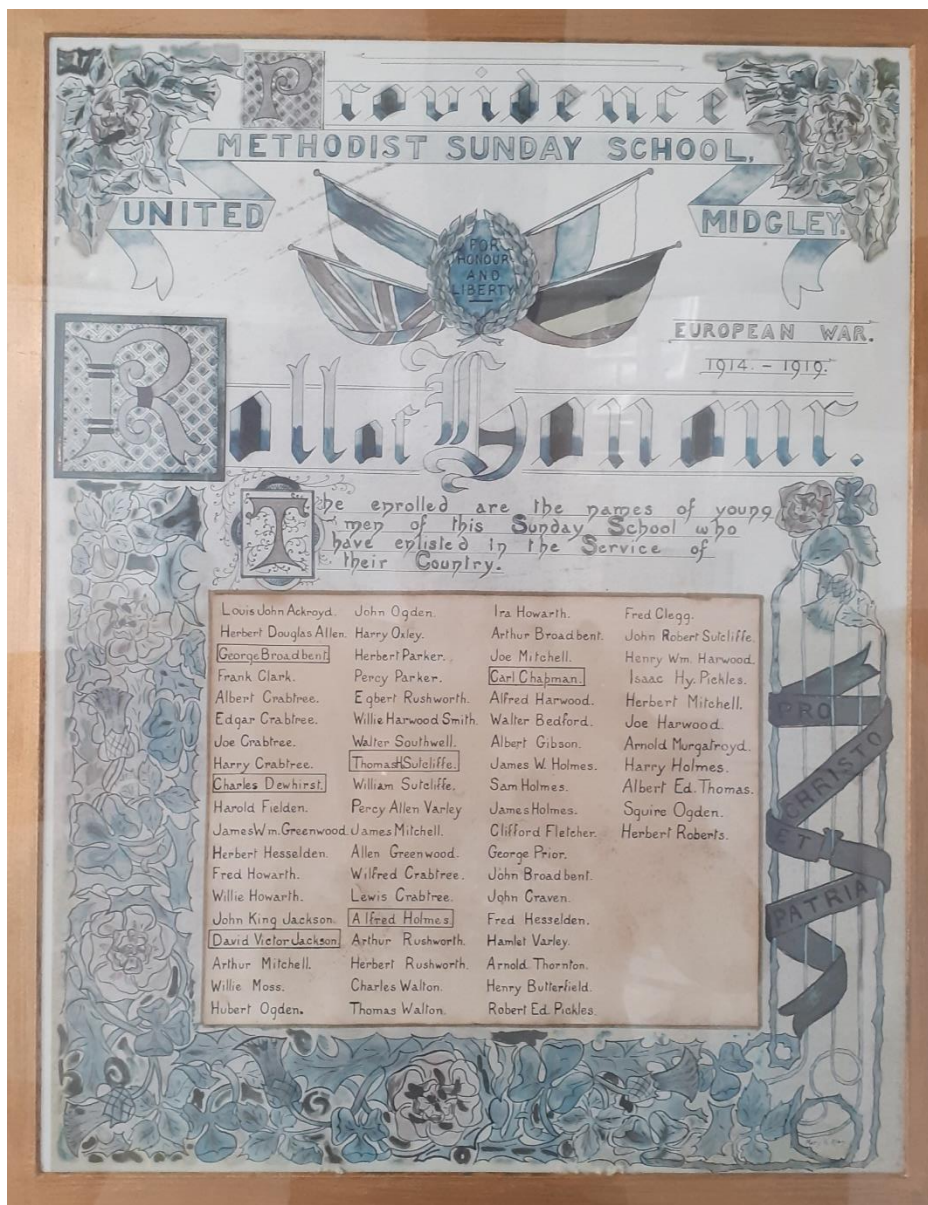 Providence
METHODIST SUNDAY SCHOOL,
UNITED
MIDGLEY.
FOR
HONOUR
AND
LIBERTY
EUROPEAN WAR.
1914. - 1919.
Roll of Honour.
The enrolled are the names of young
men of this Sunday School who
have enlisted in the Service of
their Country.
Louis John Ackroyd.
Herbert Douglas Allen.
George Broadbent
Frank Clark.
Albert Crabtree.
Edgar Crabtree.
Joe Crabtree.
Harry Crabtree.
Charles Dewhirst.
Harold Fielden.
James Wm. Greenwood.
Herbert Hesselden.
Fred Howarth.
Willie Howarth.
John King Jackson.
David Victor Jackson
Arthur Mitchell.
Willie Moss.
Hubert Ogden.
John Ogden.
Harry Oxley.
Herbert Parker.
Percy Parker.
Egbert Rushworth.
Willie Harwood Smith.
Walter Southwell.
Thomas H Sutcliffe.
William Sutcliffe.
Percy Allen Varley
James Mitchell.
Allen Greenwood.
Wilfred Crabtree.
Lewis Crabtree.
Alfred Holmes
Arthur Rushworth.
Herbert Rushworth.
Charles Walton.
Thomas Walton.
Ira Howarth.
Arthur Broadbent.
Joe Mitchell.
Carl Chapman.
Alfred Harwood.
Walter Bedford.
Albert Gibson.
James W. Holmes.
Sam Holmes.
James Holmes.
Clifford Fletcher.
George Prior.
John Broadbent.
John Craven.
Fred Hesselden.
Hamlet Varley.
Arnold Thornton.
Henry Butterfield.
Robert Ed. Pickles.
Fred Clegg.
John Robert Sutcliffe.
Henry Wm. Harwood.
Isaac Hy. Pickles.
Herbert Mitchell.
Joe Harwood.
Arnold Murgatroyd.
Harry Holmes.
Albert Ed. Thomas.
Squire Ogden.
Herbert Roberts.
PRO
CHRISTO
ET
PATRIA